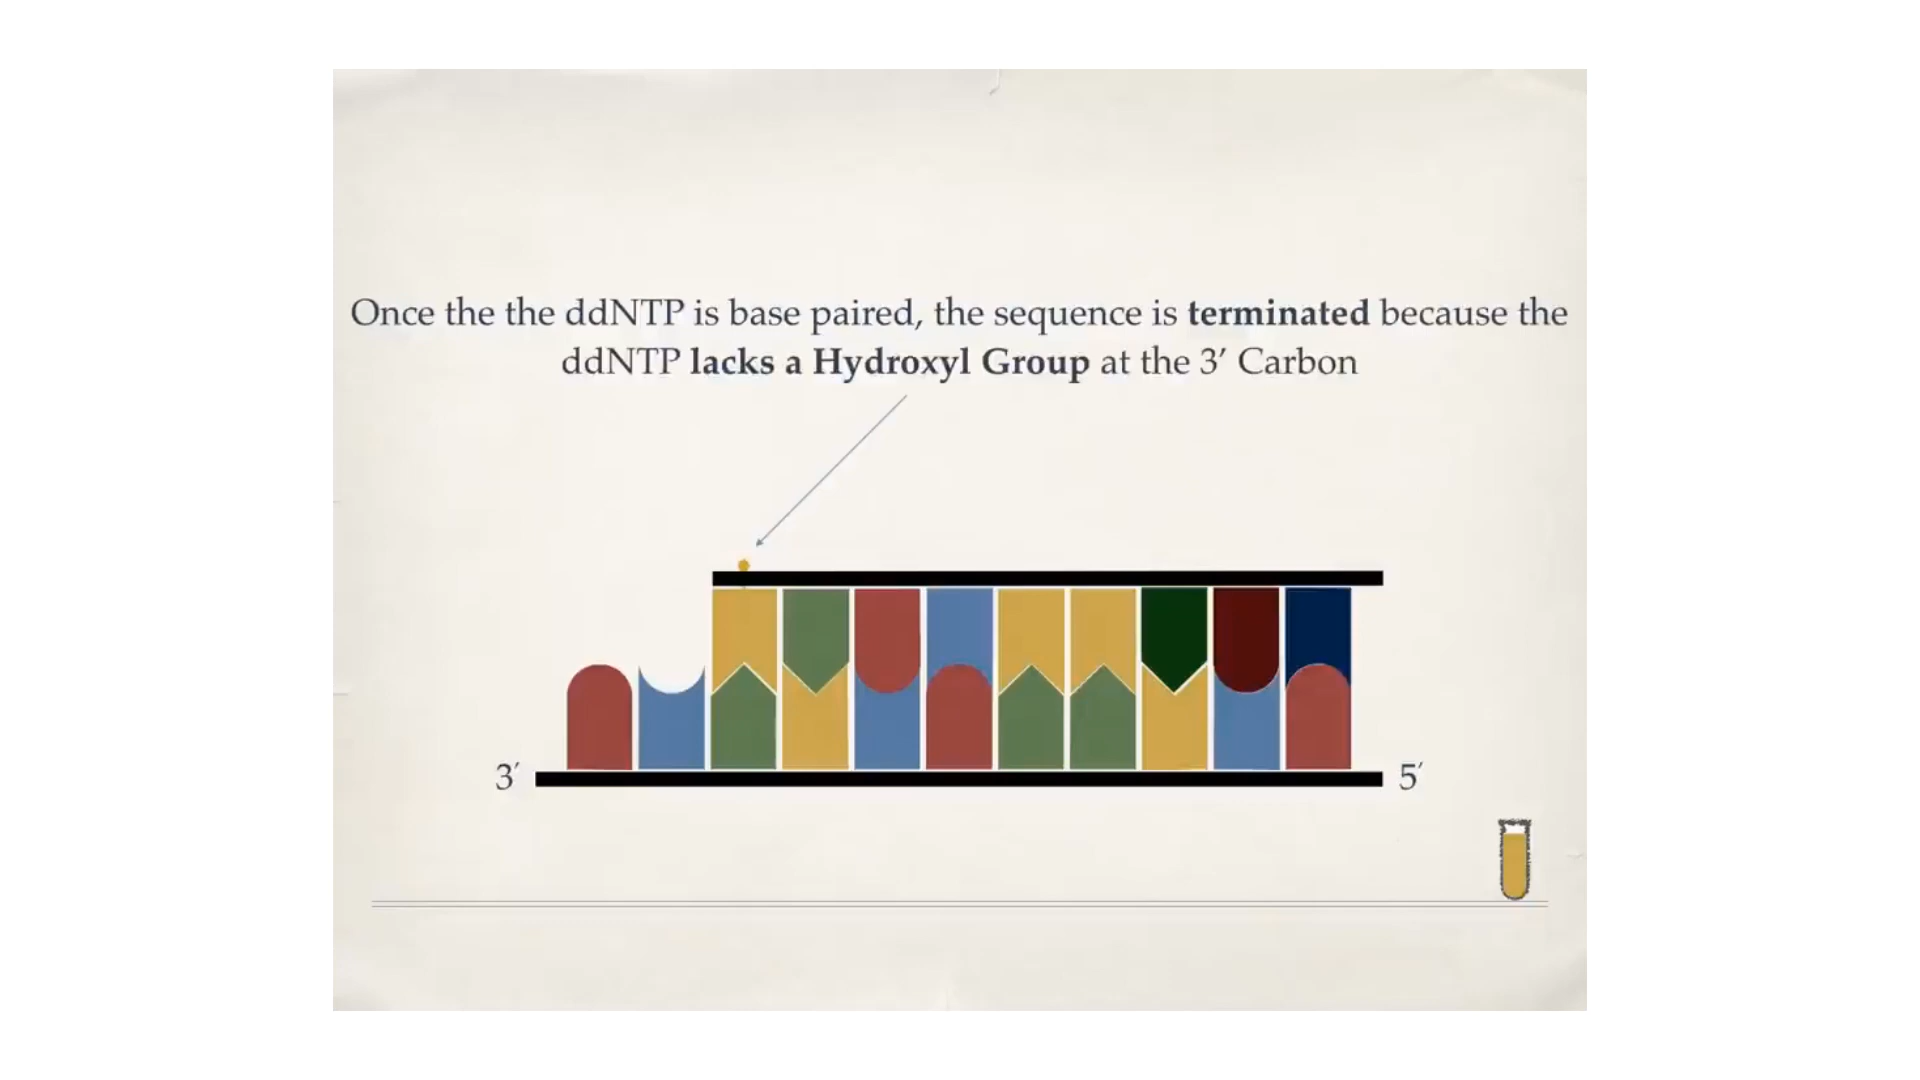 Once the the ddNTP is base paired, the sequence is terminated because the
ddNTP lacks a Hydroxyl Group at the 3′ Carbon
3′
5′